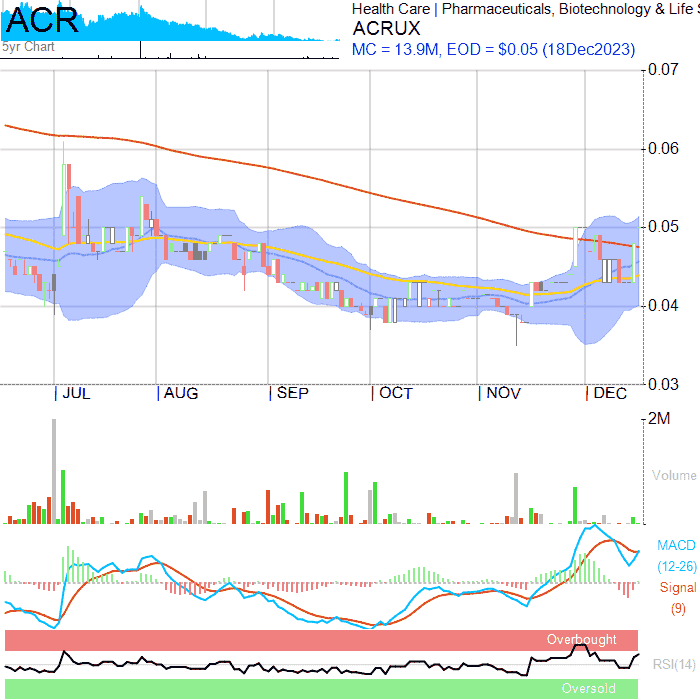 ACR
5yr Chart
Health Care | Pharmaceuticals, Biotechnology & Life S
ACRUX
MC = 13.9M, EOD = $0.05 (18Dec2023)
0.07
0.06
0.05
0.04
0.03
| JUL | AUG | SEP | OCT | NOV | DEC
2M
Volume
MACD
(12-26)
Signal
(9)
Overbought
RSI(14)
Oversold